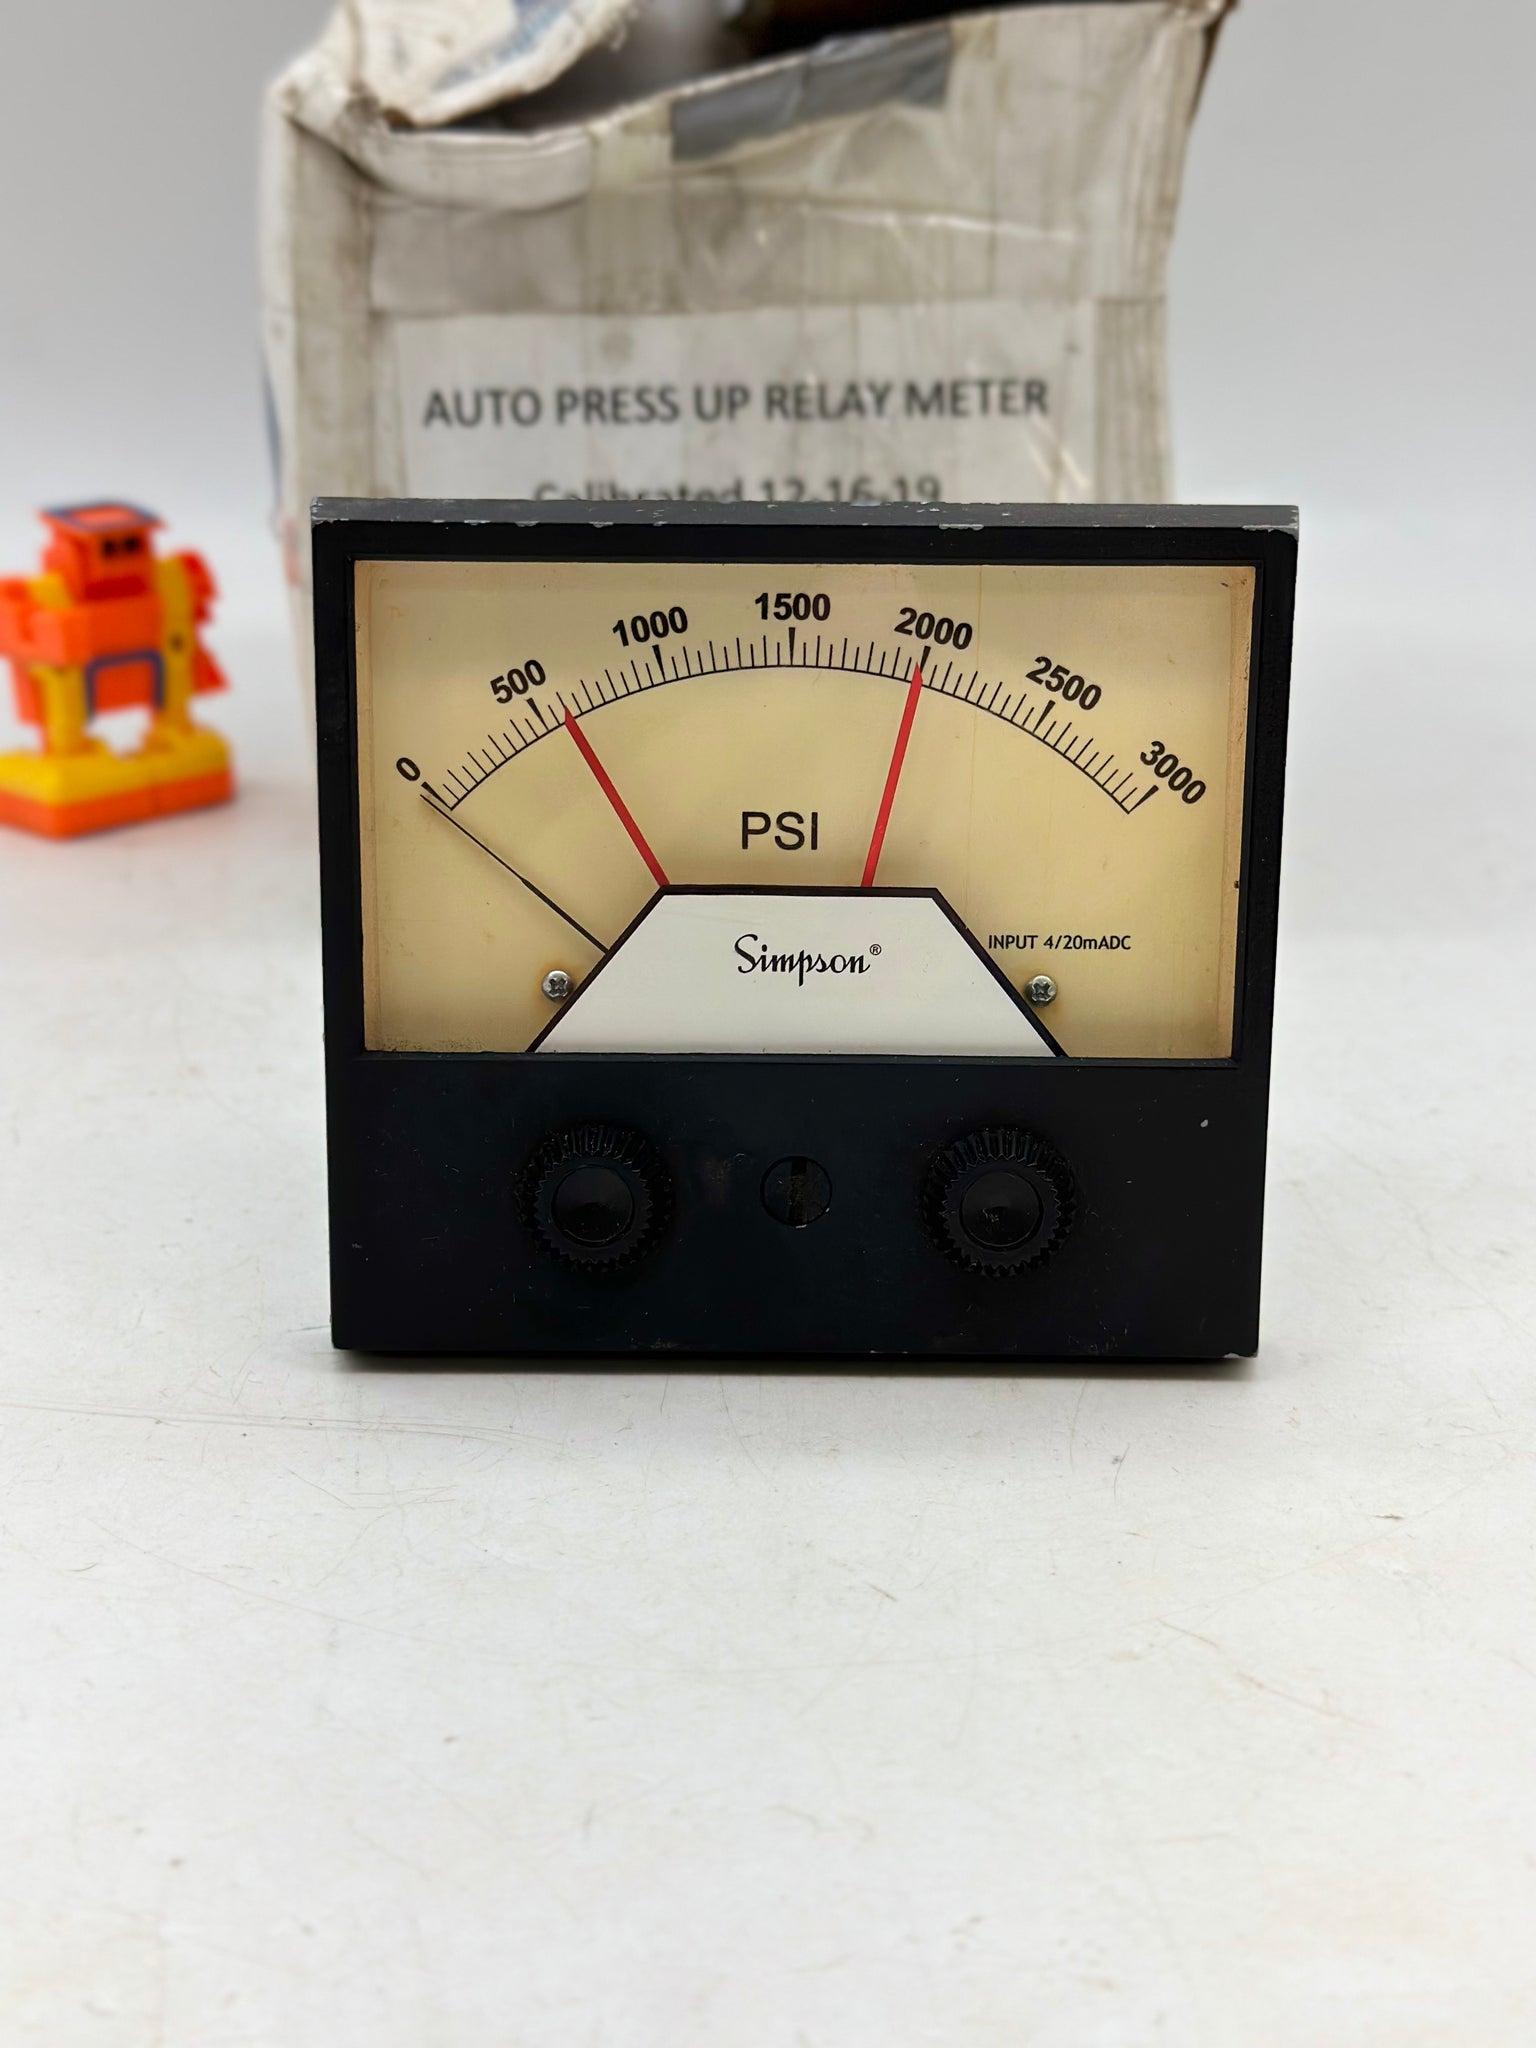 AUTO PRESS UP RELAY METER
Calibrated 12-16-19
0 500 1000 1500 2000 2500 3000
PSI
Simpson®
INPUT 4/20mADC